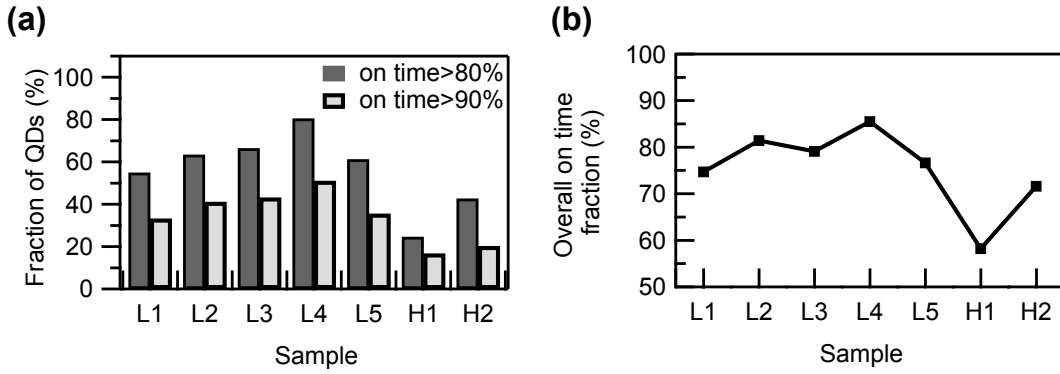 (a)
Fraction of QDs (%)
100
80
60
40
20
0
on time>80%
on time>90%
L1 L2 L3 L4 L5 H1 H2
Sample
(b)
Overall on time
fraction (%)
100
90
80
70
60
50
L1 L2 L3 L4 L5 H1 H2
Sample